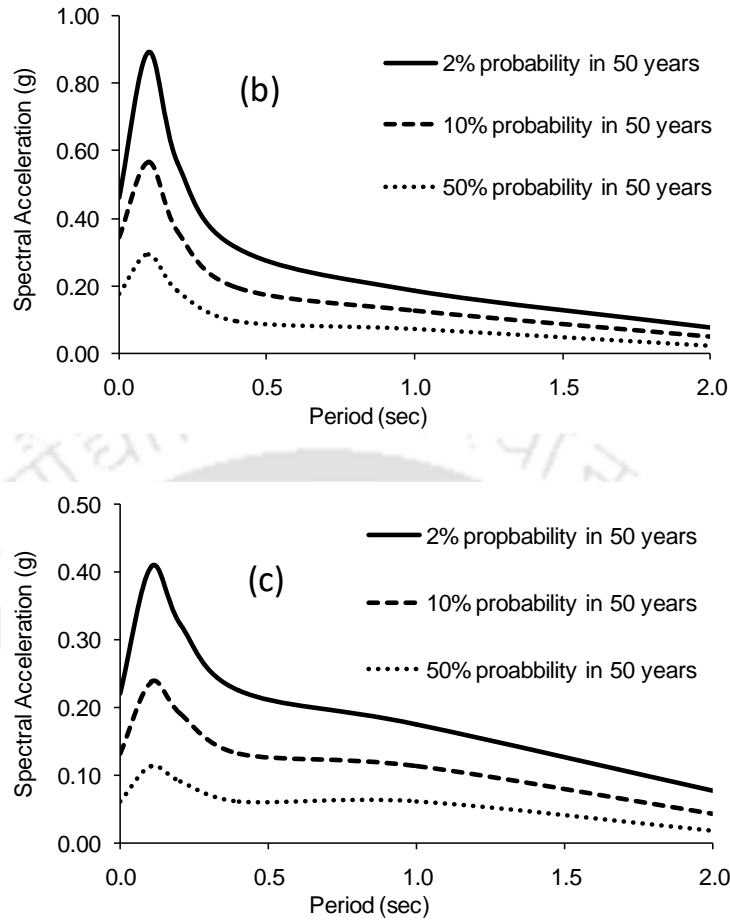 1.00
0.80
0.60
0.40
0.20
0.00
Spectral Acceleration (g)
(b)
2% probability in 50 years
10% probability in 50 years
50% probability in 50 years
0.0 0.5 1.0 1.5 2.0
Period (sec)
0.50
0.40
0.30
0.20
0.10
0.00
Spectral Acceleration (g)
(c)
2% propbability in 50 years
10% probability in 50 years
50% proabbility in 50 years
0.0 0.5 1.0 1.5 2.0
Period (sec)